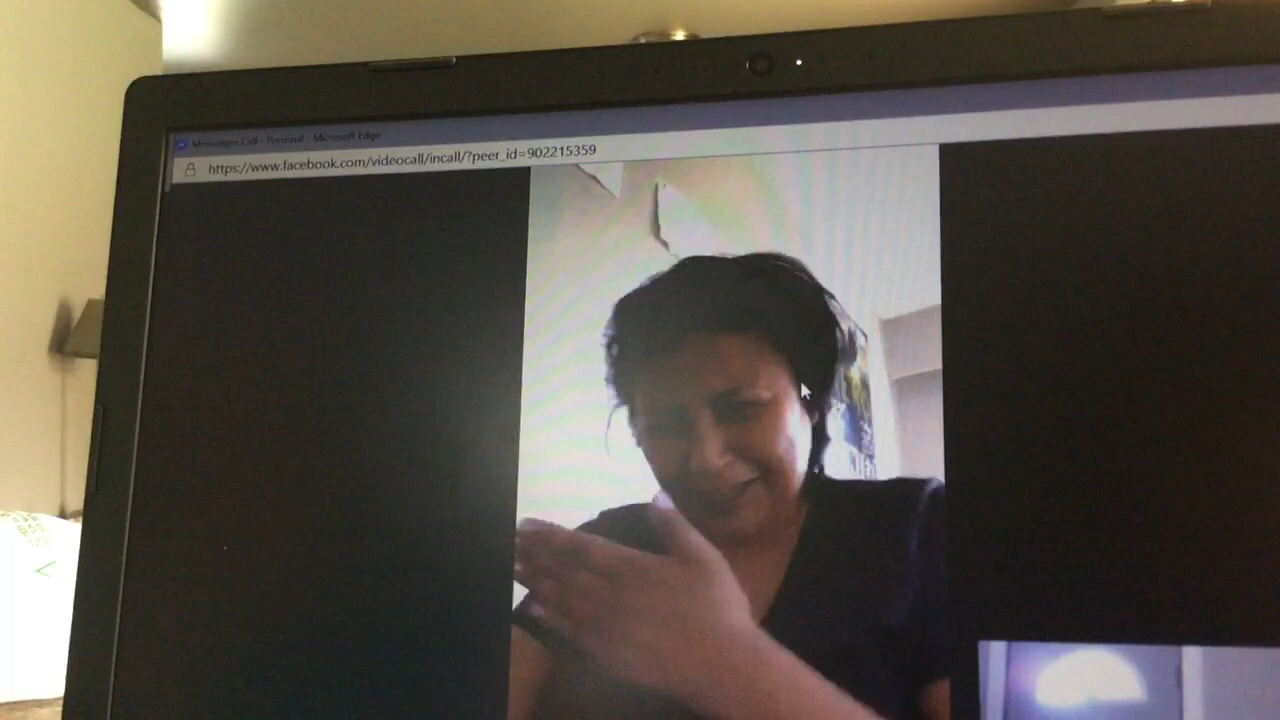 Messenger Call - Personal - Microsoft Edge
https://www.facebook.com/videocall/incall/?peer_id=902215359